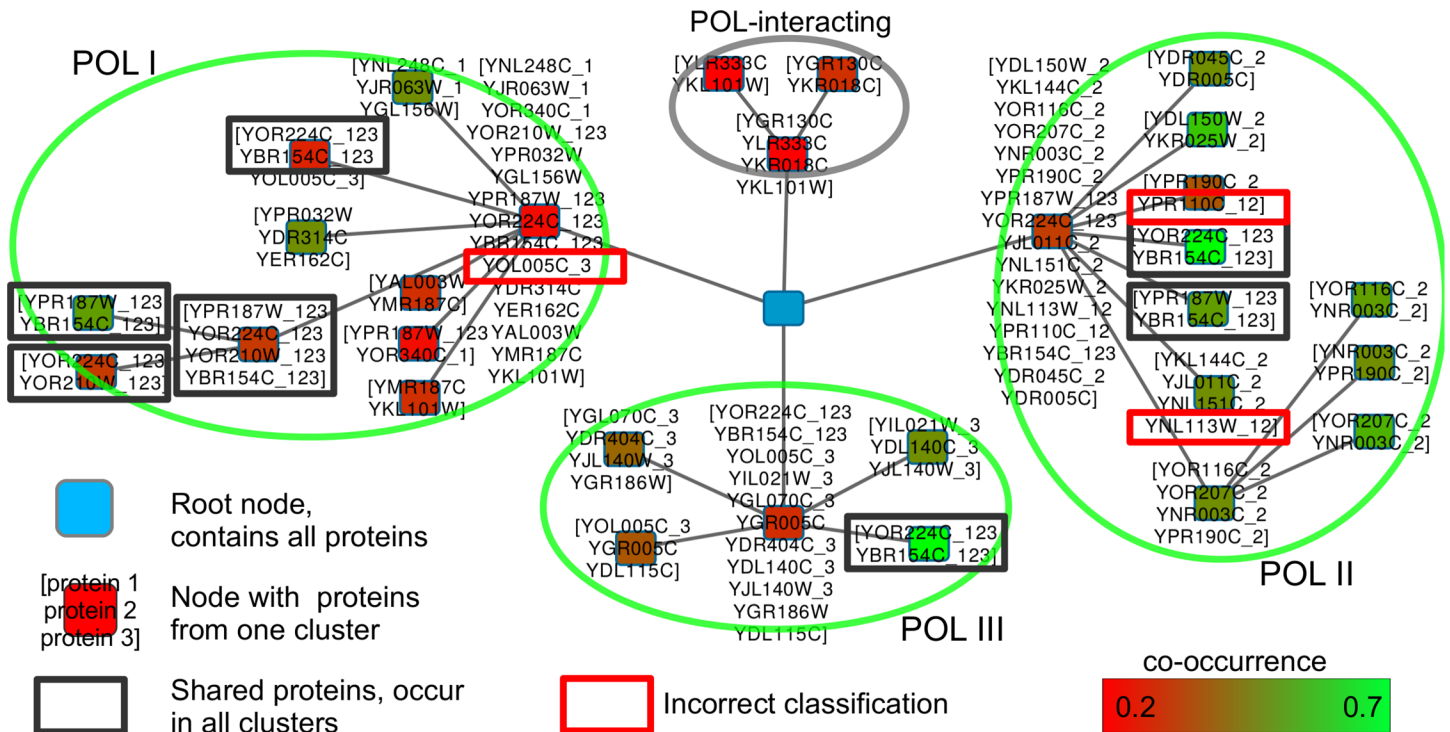 POL-interacting
POL I
[YNL248C_1
YJR063W_1
YGL156W]
[YNL248C_1
YJR063W_1
YOR340C_1
YOR210W_123
YPR032W
YGL156W
YPR187W_123
YOR224C_123
YBR154C_123
YOL005C_3
YDR314C
YER162C
YAL003W
YMR187C
YKL101W]
[YOR224C_123
YBR154C_123
YOL005C_3]
[YPR032W
YDR314C
YER162C]
[YPR187W_123
YBR154C_123]
[YOR224C_123
YOR210W_123]
[YPR187W_123
YOR224C_123
YOR210W_123
YBR154C_123]
[YAL003W
YMR187C]
[YPR187W_123
YOR340C_1]
[YMR187C
YKL101W]
[YLR333C
YKL101W]
[YGR130C
YKR018C]
[YGR130C
YLR333C
YKR018C
YKL101W]
[YDL150W_2
YKL144C_2
YOR116C_2
YOR207C_2
YNR003C_2
YPR190C_2
YPR187W_123
YOR224C_123
YJL011C_2
YNL151C_2
YKR025W_2
YNL113W_12
YPR110C_12
YBR154C_123
YDR045C_2
YDR005C]
[YDR045C_2
YDR005C]
[YDL150W_2
YKR025W_2]
[YPR190C_2
YPR110C_12]
[YOR224C_123
YBR154C_123]
[YPR187W_123
YBR154C_123]
[YKL144C_2
YJL011C_2
YNL151C_2
YNL113W_12]
[YOR116C_2
YNR003C_2]
[YNR003C_2
YPR190C_2]
[YOR207C_2
YNR003C_2]
[YOR116C_2
YOR207C_2
YNR003C_2
YPR190C_2]
POL II
[YGL070C_3
YDR404C_3
YJL140W_3
YGR186W]
[YOR224C_123
YBR154C_123
YOL005C_3
YIL021W_3
YGL070C_3
YGR005C
YDR404C_3
YDL140C_3
YJL140W_3
YGR186W
YDL115C]
[YIL021W_3
YDL140C_3
YJL140W_3]
[YOL005C_3
YGR005C
YDL115C]
[YOR224C_123
YBR154C_123]
POL III
Root node,
contains all proteins
[protein 1
protein 2
protein 3]
Node with proteins
from one cluster
Shared proteins, occur
in all clusters
Incorrect classification
co-occurrence
0.2
0.7